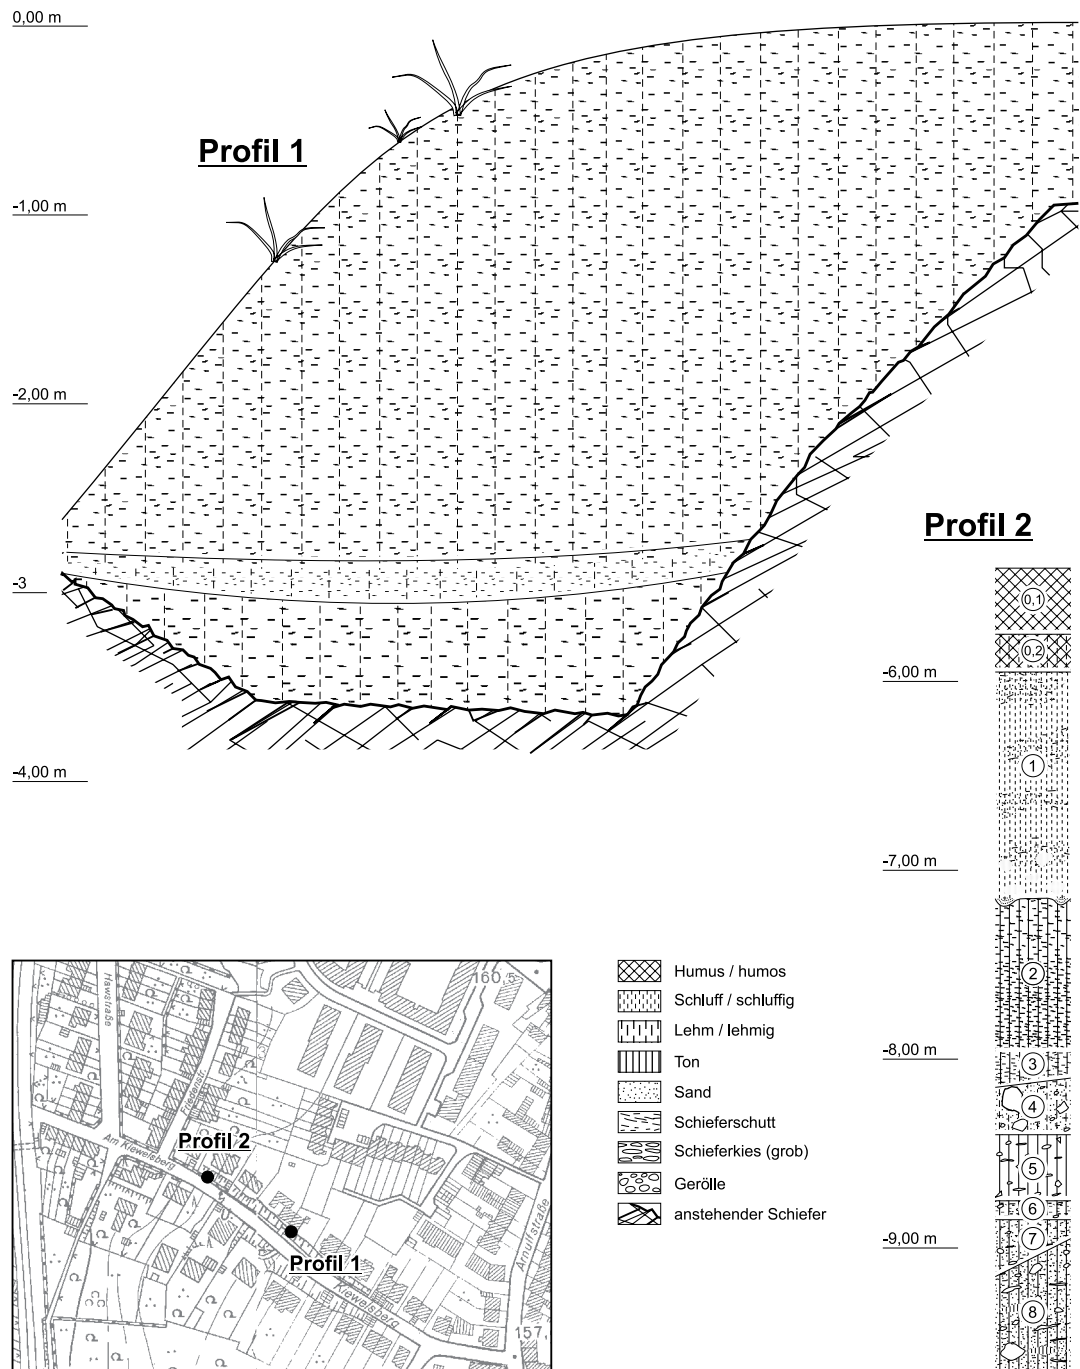 0,00 m
Profil 1
-1,00 m
-2,00 m
Profil 2
-3
0,1
0,2
-6,00 m
-4,00 m
1
-7,00 m
2
-8,00 m
3
4
5
6
-9,00 m
7
8
Humus / humos
Schluff / schluffig
Lehm / lehmig
Ton
Sand
Schieferschutt
Schieferkies (grob)
Gerölle
anstehender Schiefer
160,5
Hawstraße
Friedenstr.
Am Kiewelsberg
Profil 2
Profil 1
Kiewelsberg
Arnulfstraße
157,